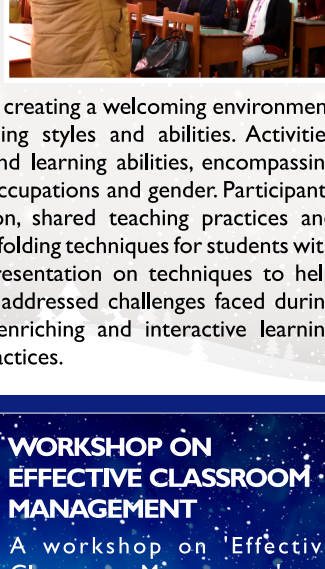 creating a welcoming environmen
ing styles and abilities. Activitie
nd learning abilities, encompassin
ccupations and gender. Participant
on, shared teaching practices and
folding techniques for students wit
resentation on techniques to hel
addressed challenges faced durin
enriching and interactive learnin
actices.
WORKSHOP ON
EFFECTIVE CLASSROOM
MANAGEMENT
A workshop on 'Effectiv